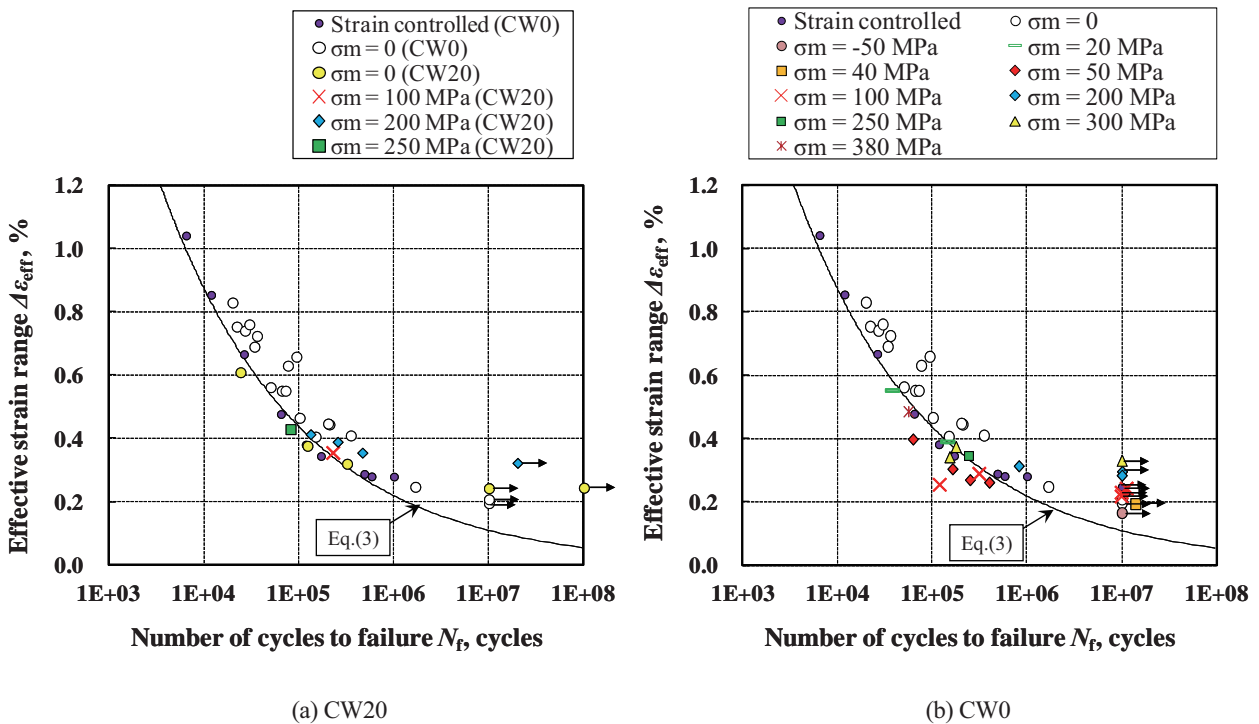 Strain controlled (CW0)
σm = 0 (CW0)
σm = 0 (CW20)
σm = 100 MPa (CW20)
σm = 200 MPa (CW20)
σm = 250 MPa (CW20)
Effective strain range Δεeff, %
1.2
1.0
0.8
0.6
0.4
0.2
0.0
Eq.(3)
1E+03 1E+04 1E+05 1E+06 1E+07 1E+08
Number of cycles to failure Nf, cycles
(a) CW20
Strain controlled σm = 0
σm = -50 MPa σm = 20 MPa
σm = 40 MPa σm = 50 MPa
σm = 100 MPa σm = 200 MPa
σm = 250 MPa σm = 300 MPa
σm = 380 MPa
Effective strain range Δεeff, %
1.2
1.0
0.8
0.6
0.4
0.2
0.0
Eq.(3)
1E+03 1E+04 1E+05 1E+06 1E+07 1E+08
Number of cycles to failure Nf, cycles
(b) CW0